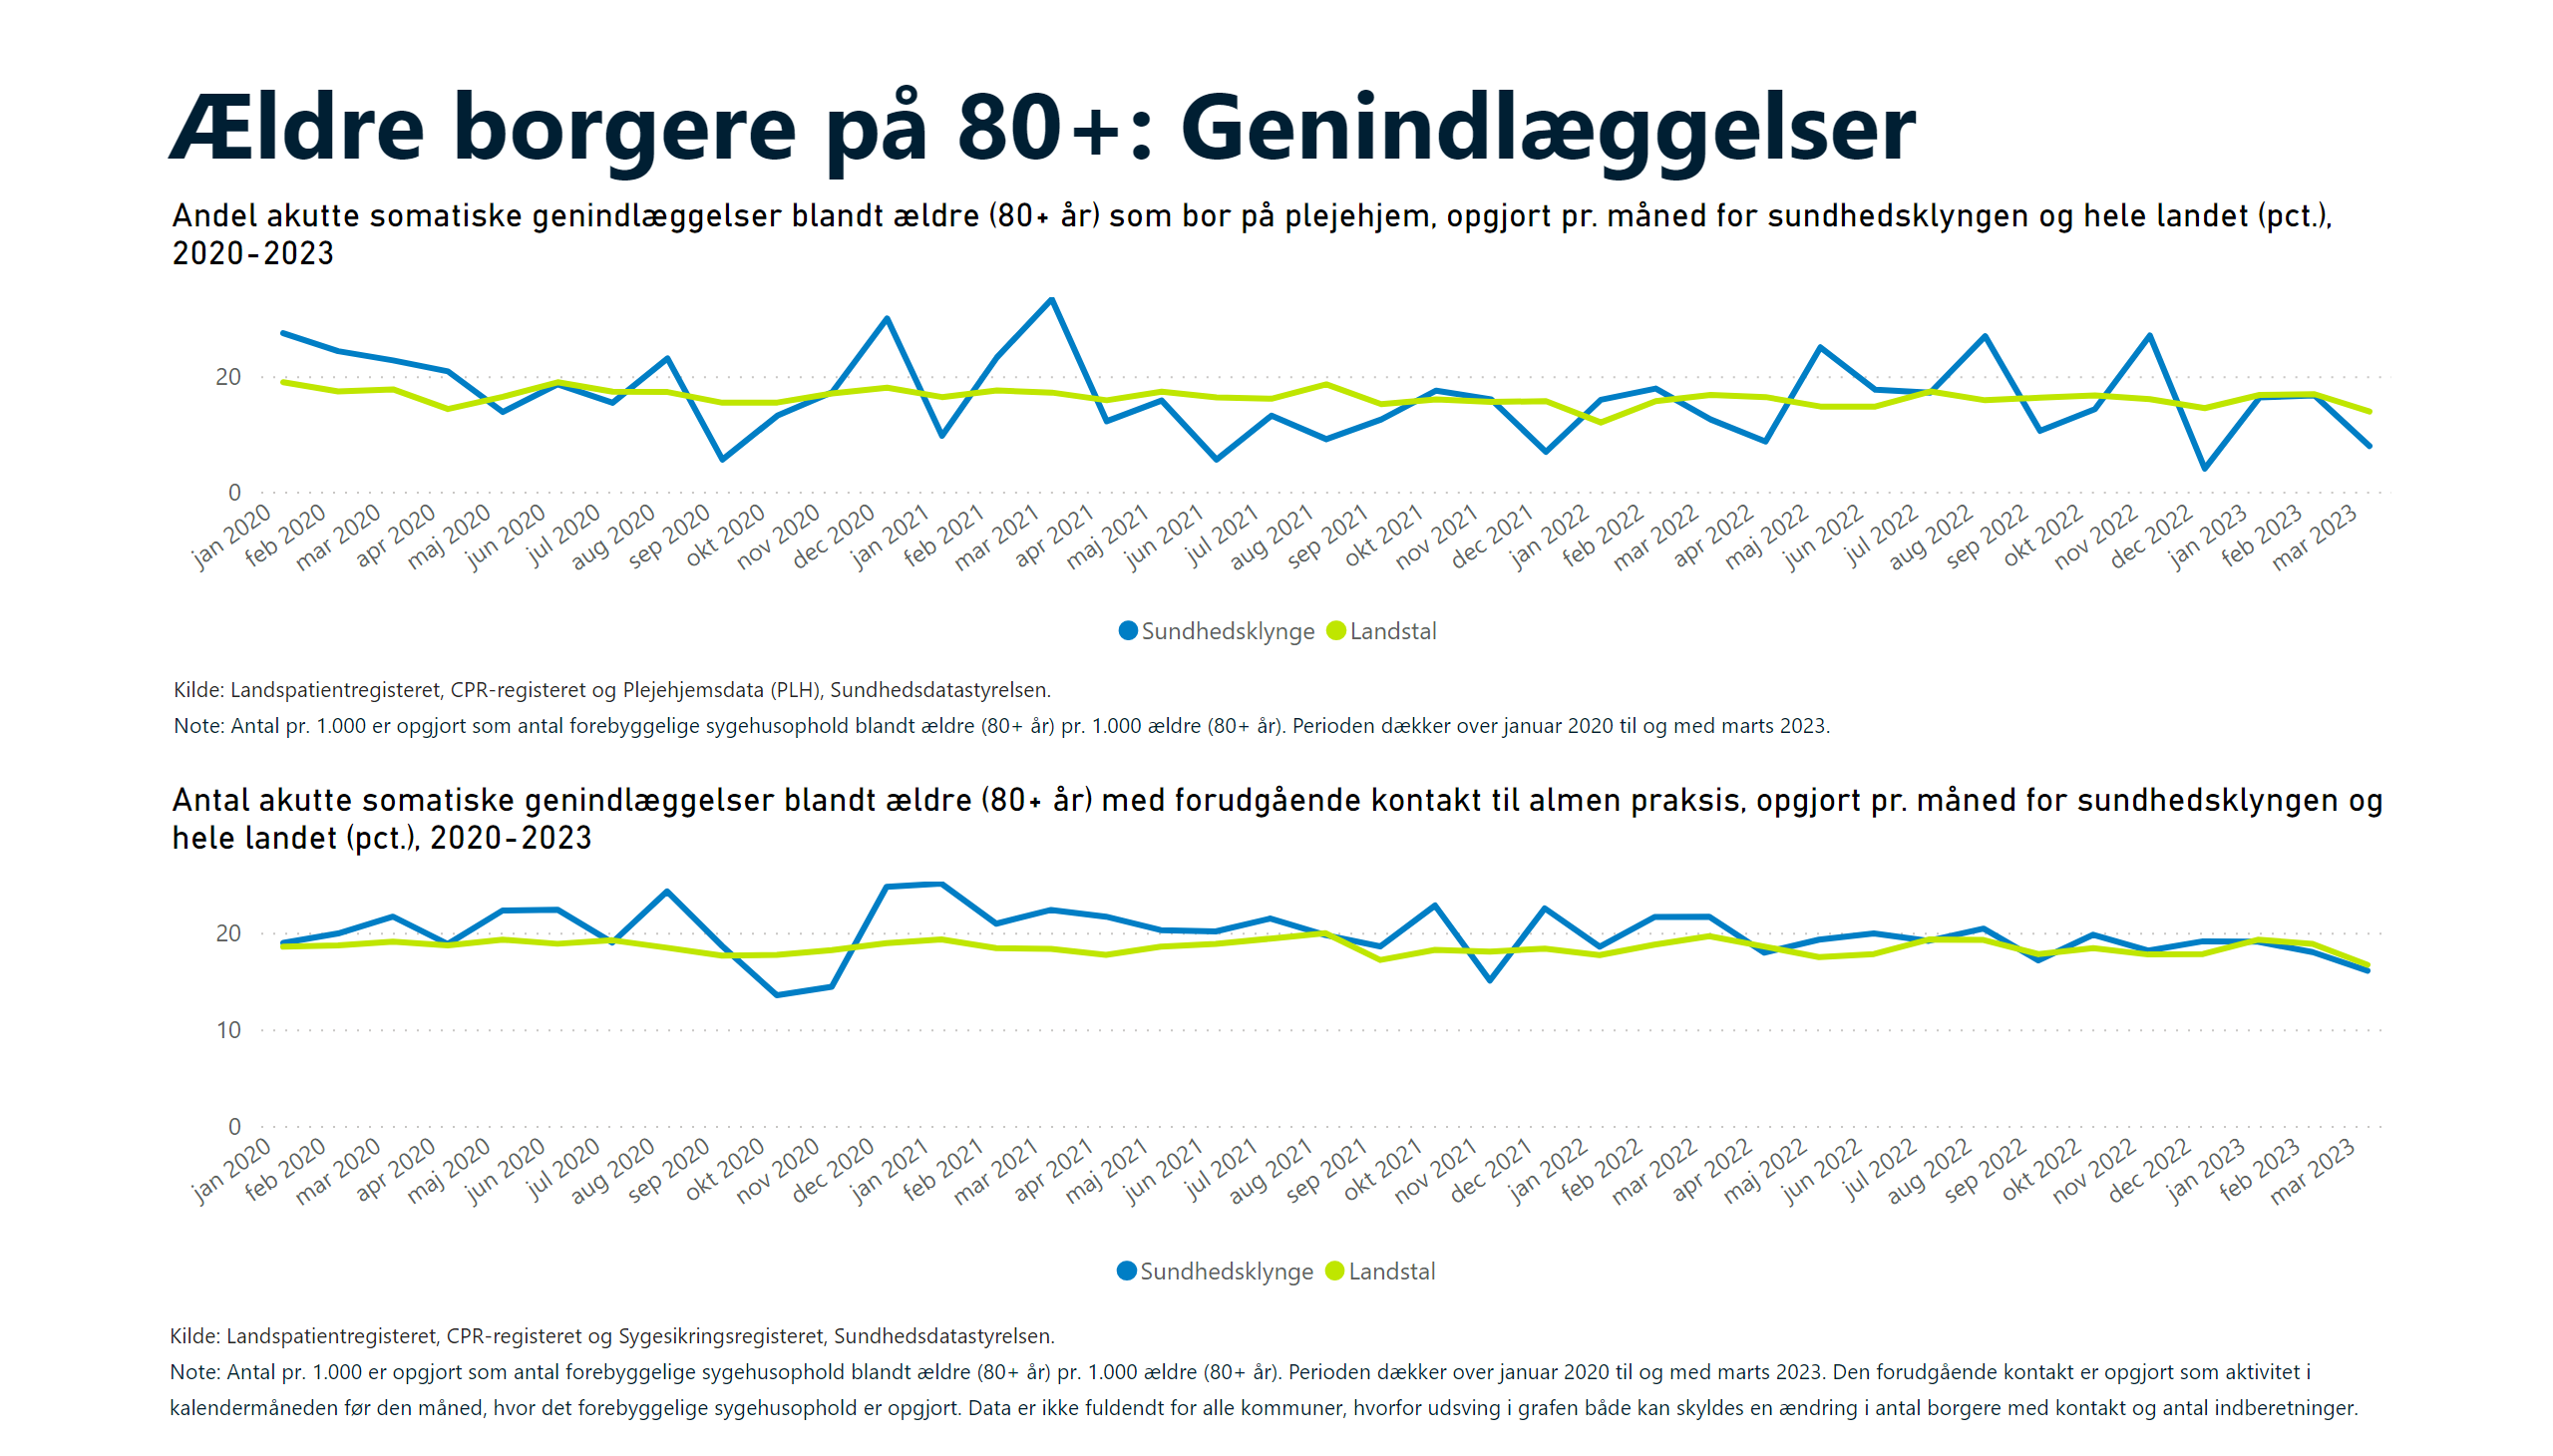 Ældre borgere på 80+: Genindlæggelser
Andel akutte somatiske genindlæggelser blandt ældre (80+ år) som bor på plejehjem, opgjort pr. måned for sundhedsklyngen og hele landet (pct.),
2020-2023
20
0
jan 2020
feb 2020
mar 2020
apr 2020
maj 2020
jun 2020
jul 2020
aug 2020
sep 2020
okt 2020
nov 2020
dec 2020
jan 2021
feb 2021
mar 2021
apr 2021
maj 2021
jun 2021
jul 2021
aug 2021
sep 2021
okt 2021
nov 2021
dec 2021
jan 2022
feb 2022
mar 2022
apr 2022
maj 2022
jun 2022
jul 2022
aug 2022
sep 2022
okt 2022
nov 2022
dec 2022
jan 2023
feb 2023
mar 2023
Sundhedsklynge Landstal
Kilde: Landspatientregisteret, CPR-registeret og Plejehjemsdata (PLH), Sundhedsdatastyrelsen.
Note: Antal pr. 1.000 er opgjort som antal forebyggelige sygehusophold blandt ældre (80+ år) pr. 1.000 ældre (80+ år). Perioden dækker over januar 2020 til og med marts 2023.
Antal akutte somatiske genindlæggelser blandt ældre (80+ år) med forudgående kontakt til almen praksis, opgjort pr. måned for sundhedsklyngen og
hele landet (pct.), 2020-2023
20
10
0
jan 2020
feb 2020
mar 2020
apr 2020
maj 2020
jun 2020
jul 2020
aug 2020
sep 2020
okt 2020
nov 2020
dec 2020
jan 2021
feb 2021
mar 2021
apr 2021
maj 2021
jun 2021
jul 2021
aug 2021
sep 2021
okt 2021
nov 2021
dec 2021
jan 2022
feb 2022
mar 2022
apr 2022
maj 2022
jun 2022
jul 2022
aug 2022
sep 2022
okt 2022
nov 2022
dec 2022
jan 2023
feb 2023
mar 2023
Sundhedsklynge Landstal
Kilde: Landspatientregisteret, CPR-registeret og Sygesikringsregisteret, Sundhedsdatastyrelsen.
Note: Antal pr. 1.000 er opgjort som antal forebyggelige sygehusophold blandt ældre (80+ år) pr. 1.000 ældre (80+ år). Perioden dækker over januar 2020 til og med marts 2023. Den forudgående kontakt er opgjort som aktivitet i
kalendermåneden før den måned, hvor det forebyggelige sygehusophold er opgjort. Data er ikke fuldendt for alle kommuner, hvorfor udsving i grafen både kan skyldes en ændring i antal borgere med kontakt og antal indberetninger.